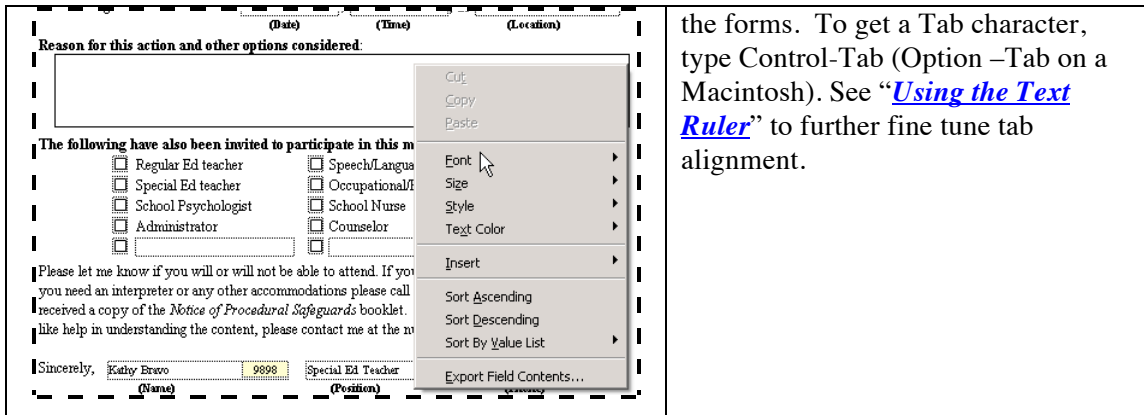 (Date) (Time) (Location)
Reason for this action and other options considered:
The following have also been invited to participate in this m
Regular Ed teacher Speech/Langua
Special Ed teacher Occupational/
School Psychologist School Nurse
Administrator Counselor
Please let me know if you will or will not be able to attend. If you
you need an interpreter or any other accommodations please call
received a copy of the Notice of Procedural Safeguards booklet.
like help in understanding the content, please contact me at the nu
Sincerely, Kathy Bravo 9898 Special Ed Teacher
(Name) (Position)
Cut
Copy
Paste
Font
Size
Style
Text Color
Insert
Sort Ascending
Sort Descending
Sort By Value List
Export Field Contents...
the forms. To get a Tab character,
type Control-Tab (Option –Tab on a
Macintosh). See “Using the Text
Ruler” to further fine tune tab
alignment.